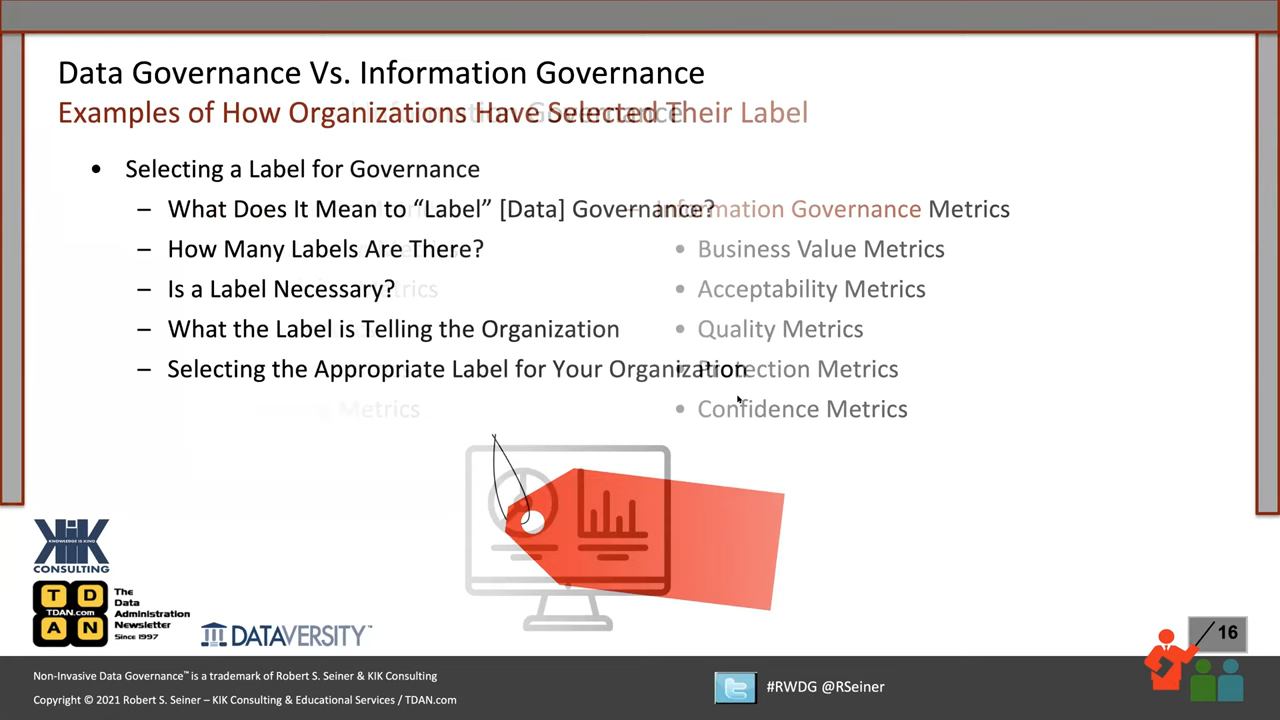 Data Governance Vs. Information Governance
Examples of How Organizations Have Selected Their Label
• Selecting a Label for Governance
– What Does It Mean to “Label” [Data] Governance?
Information Governance Metrics
– How Many Labels Are There?
• Business Value Metrics
– Is a Label Necessary?
• Acceptability Metrics
– What the Label is Telling the Organization
• Quality Metrics
– Selecting the Appropriate Label for Your Organization
• Protection Metrics
Metrics
• Confidence Metrics
KIK
KNOWLEDGE IS KING
CONSULTING
T D
TDAN.com
A N
The
Data
Administration
Newsletter
Since 1997
DATAVERSITY™
16
Non-Invasive Data Governance™ is a trademark of Robert S. Seiner & KIK Consulting
Copyright © 2021 Robert S. Seiner – KIK Consulting & Educational Services / TDAN.com
#RWDG @RSeiner